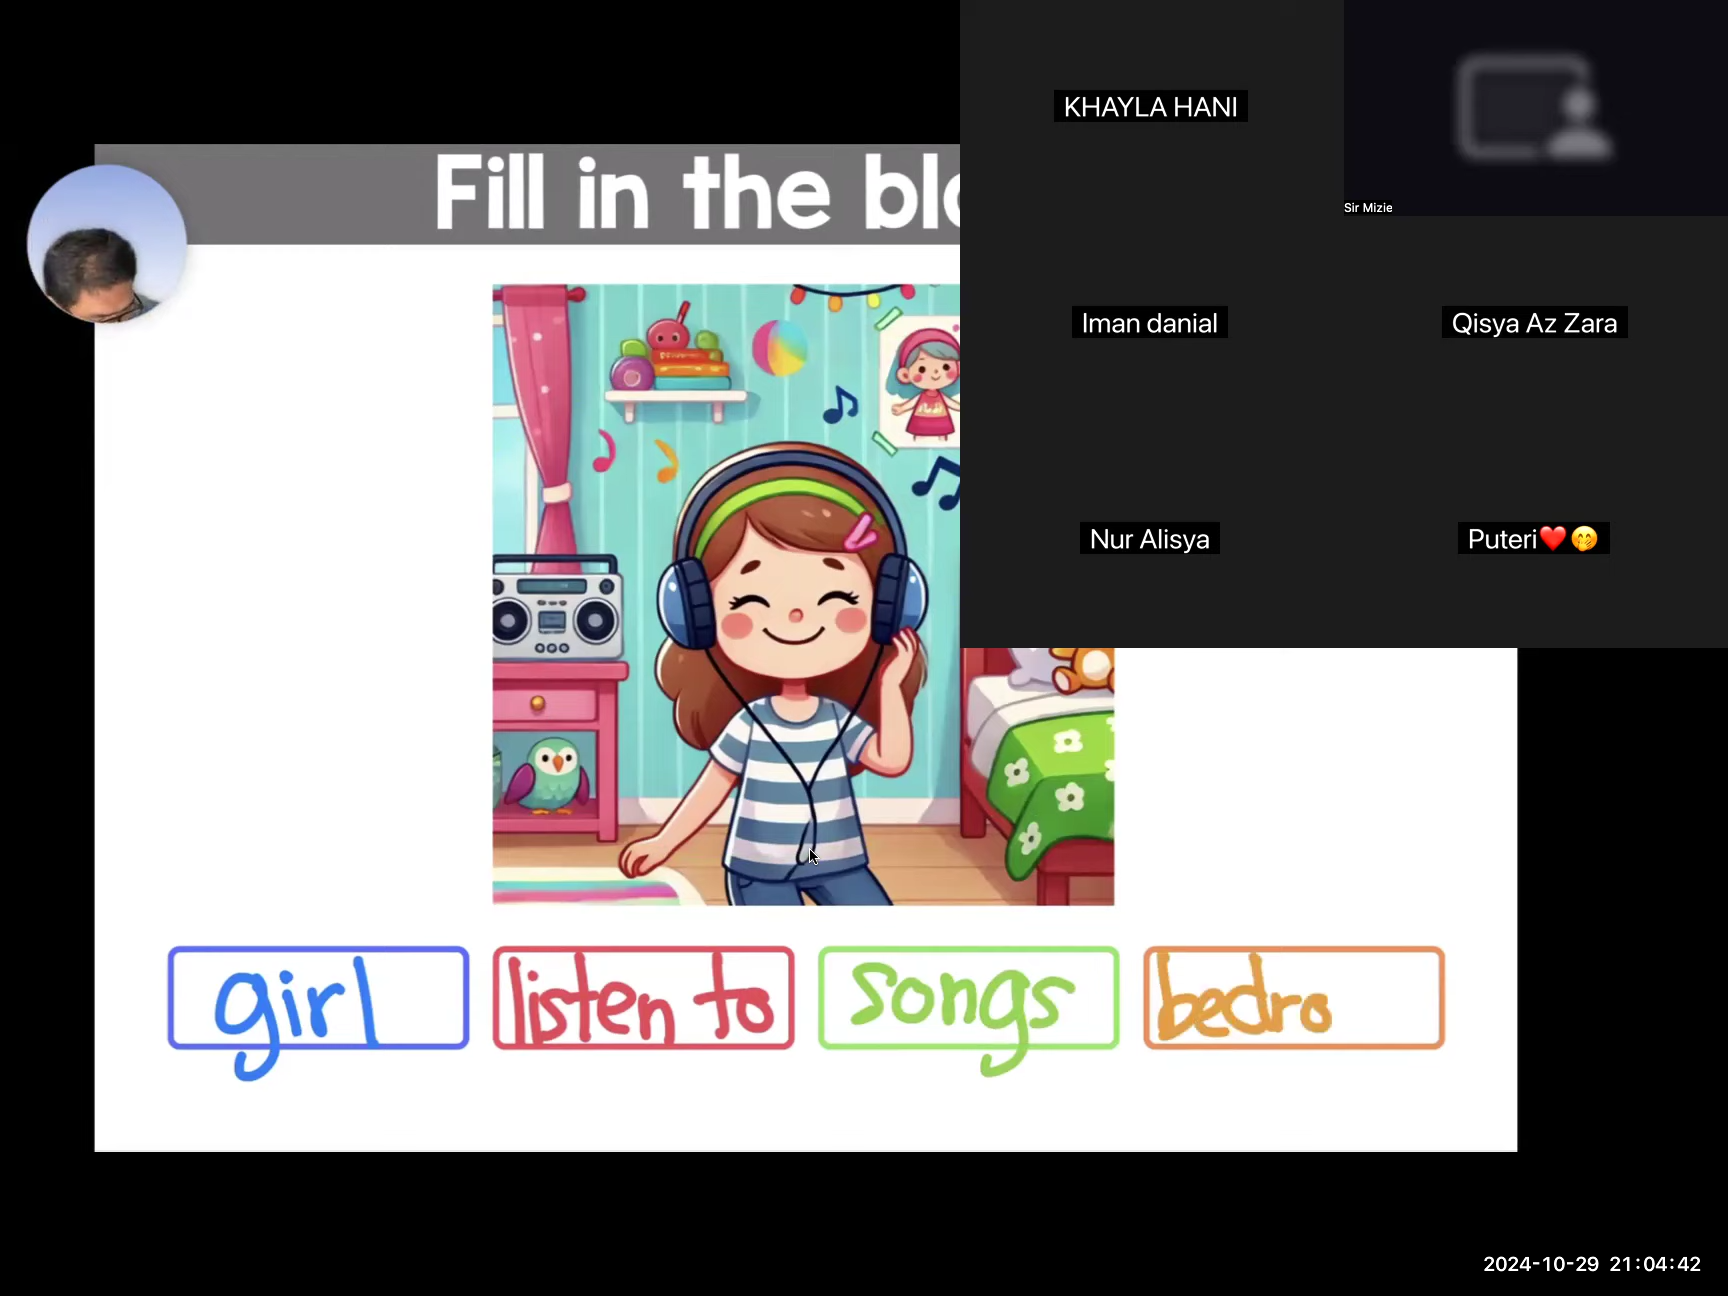 Fill in the bla
KHAYLA HANI
Sir Mizie
Iman danial
Qisya Az Zara
Nur Alisya
Puteri❤️🤭
girl
listen to
songs
bedro
2024-10-29 21:04:42